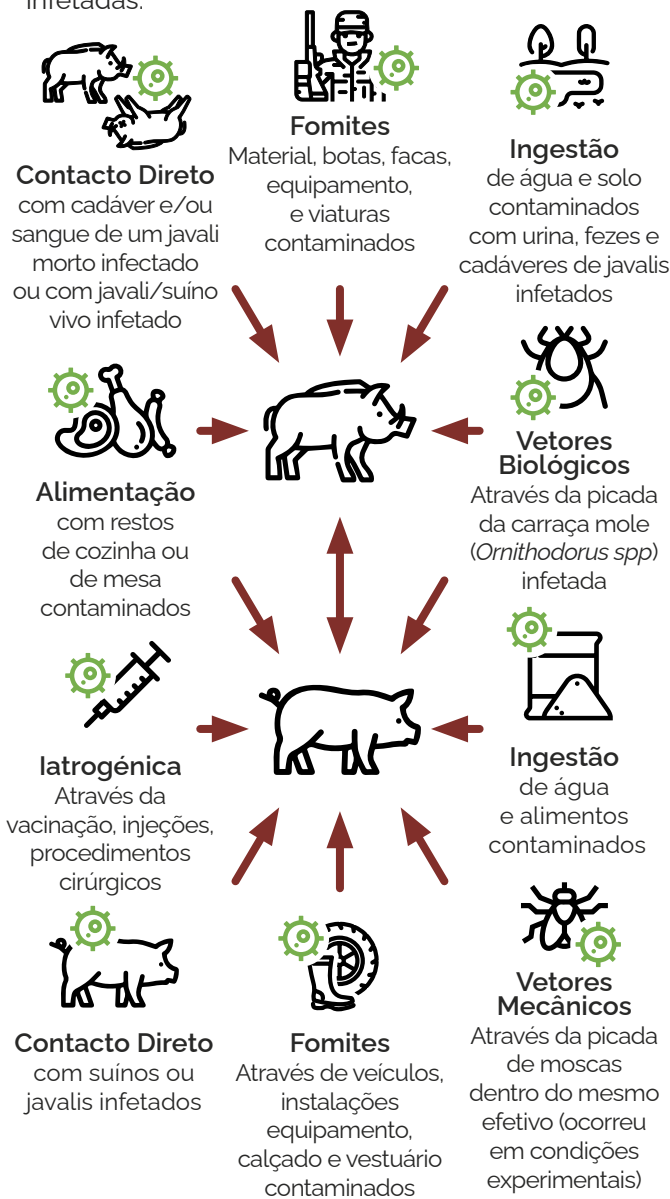 infetadas.
Contacto Direto
com cadáver e/ou
sangue de um javali
morto infectado
ou com javali/suíno
vivo infetado
Fomites
Material, botas, facas,
equipamento,
e viaturas
contaminados
Ingestão
de água e solo
contaminados
com urina, fezes e
cadáveres de javalis
infetados
Alimentação
com restos
de cozinha ou
de mesa
contaminados
Vetores
Biológicos
Através da picada
da carraça mole
(Ornithodorus spp)
infetada
Iatrogénica
Através da
vacinação, injeções,
procedimentos
cirúrgicos
Ingestão
de água
e alimentos
contaminados
Contacto Direto
com suínos ou
javalis infetados
Fomites
Através de veículos,
instalações
equipamento,
calçado e vestuário
contaminados
Vetores
Mecânicos
Através da picada
de moscas
dentro do mesmo
efetivo (ocorreu
em condições
experimentais)